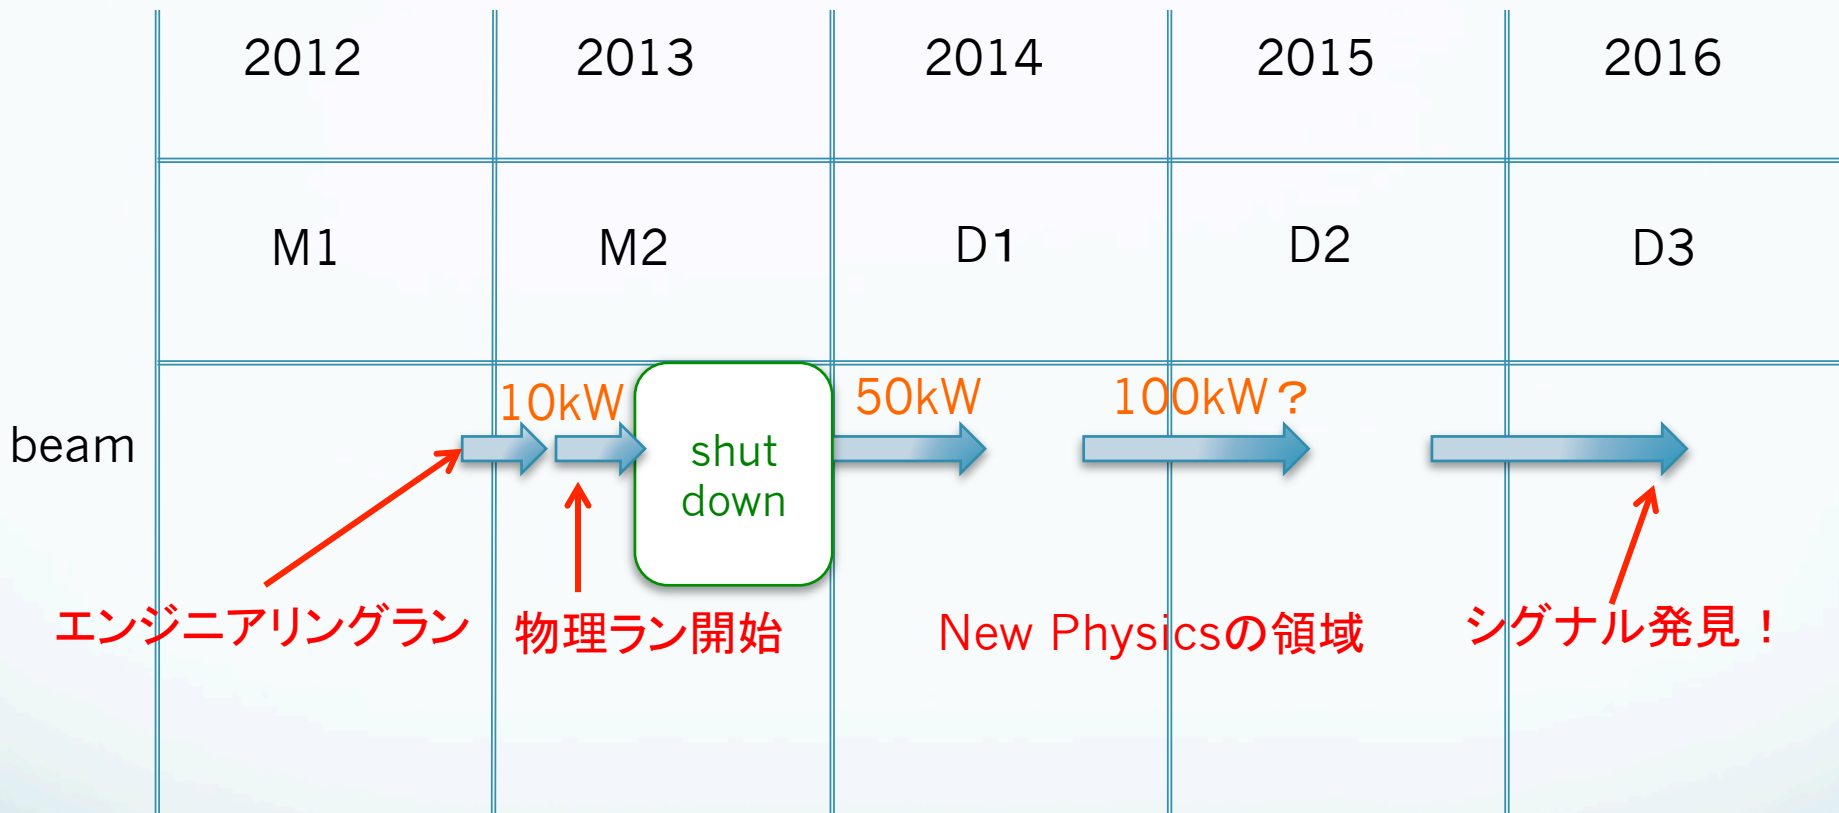 2012 2013 2014 2015 2016
M1 M2 D1 D2 D3
10kW 50kW 100kW？
beam
shut
down
エンジニアリングラン 物理ラン開始 New Physicsの領域 シグナル発見！